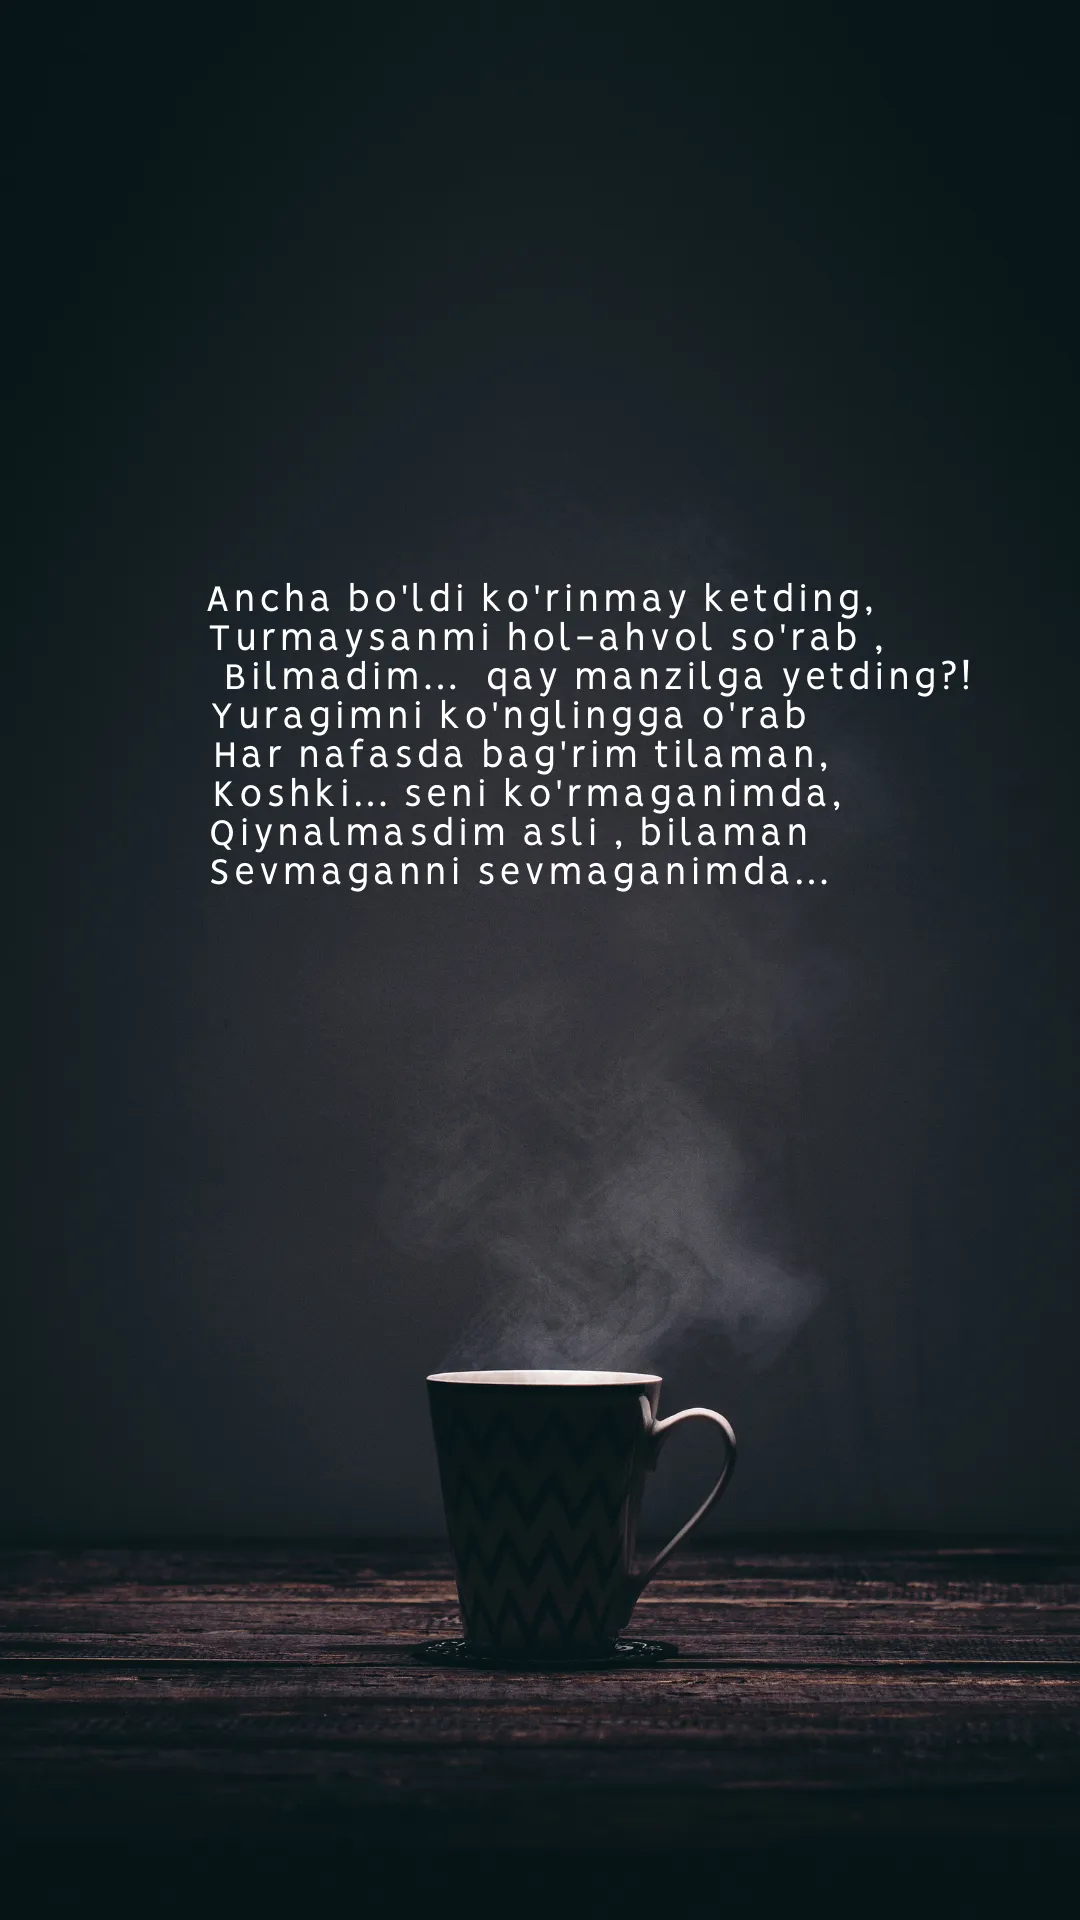 Ancha bo'ldi ko'rinmay ketding,
Turmaysanmi hol-ahvol so'rab ,
Bilmadim... qay manzilga yetding?!
Yuragimni ko'nglingga o'rab
Har nafasda bag'rim tilaman,
Koshki... seni ko'rmaganimda,
Qiynalmasdim asli , bilaman
Sevmaganni sevmaganimda...